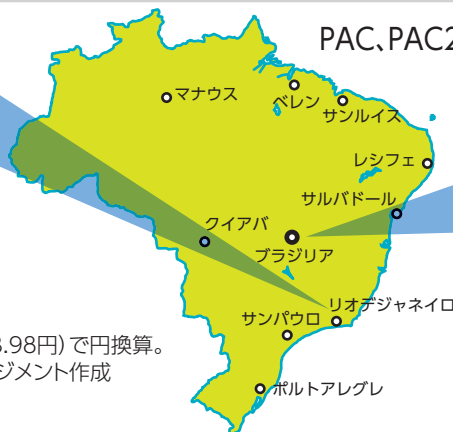 PAC、PAC2
マナウス
ベレン
サンルイス
レシフェ
サルバドール
クイアバ
ブラジリア
リオデジャネイロ
サンパウロ
.98円）で円換算。
ジメント作成
ポルトアレグレ